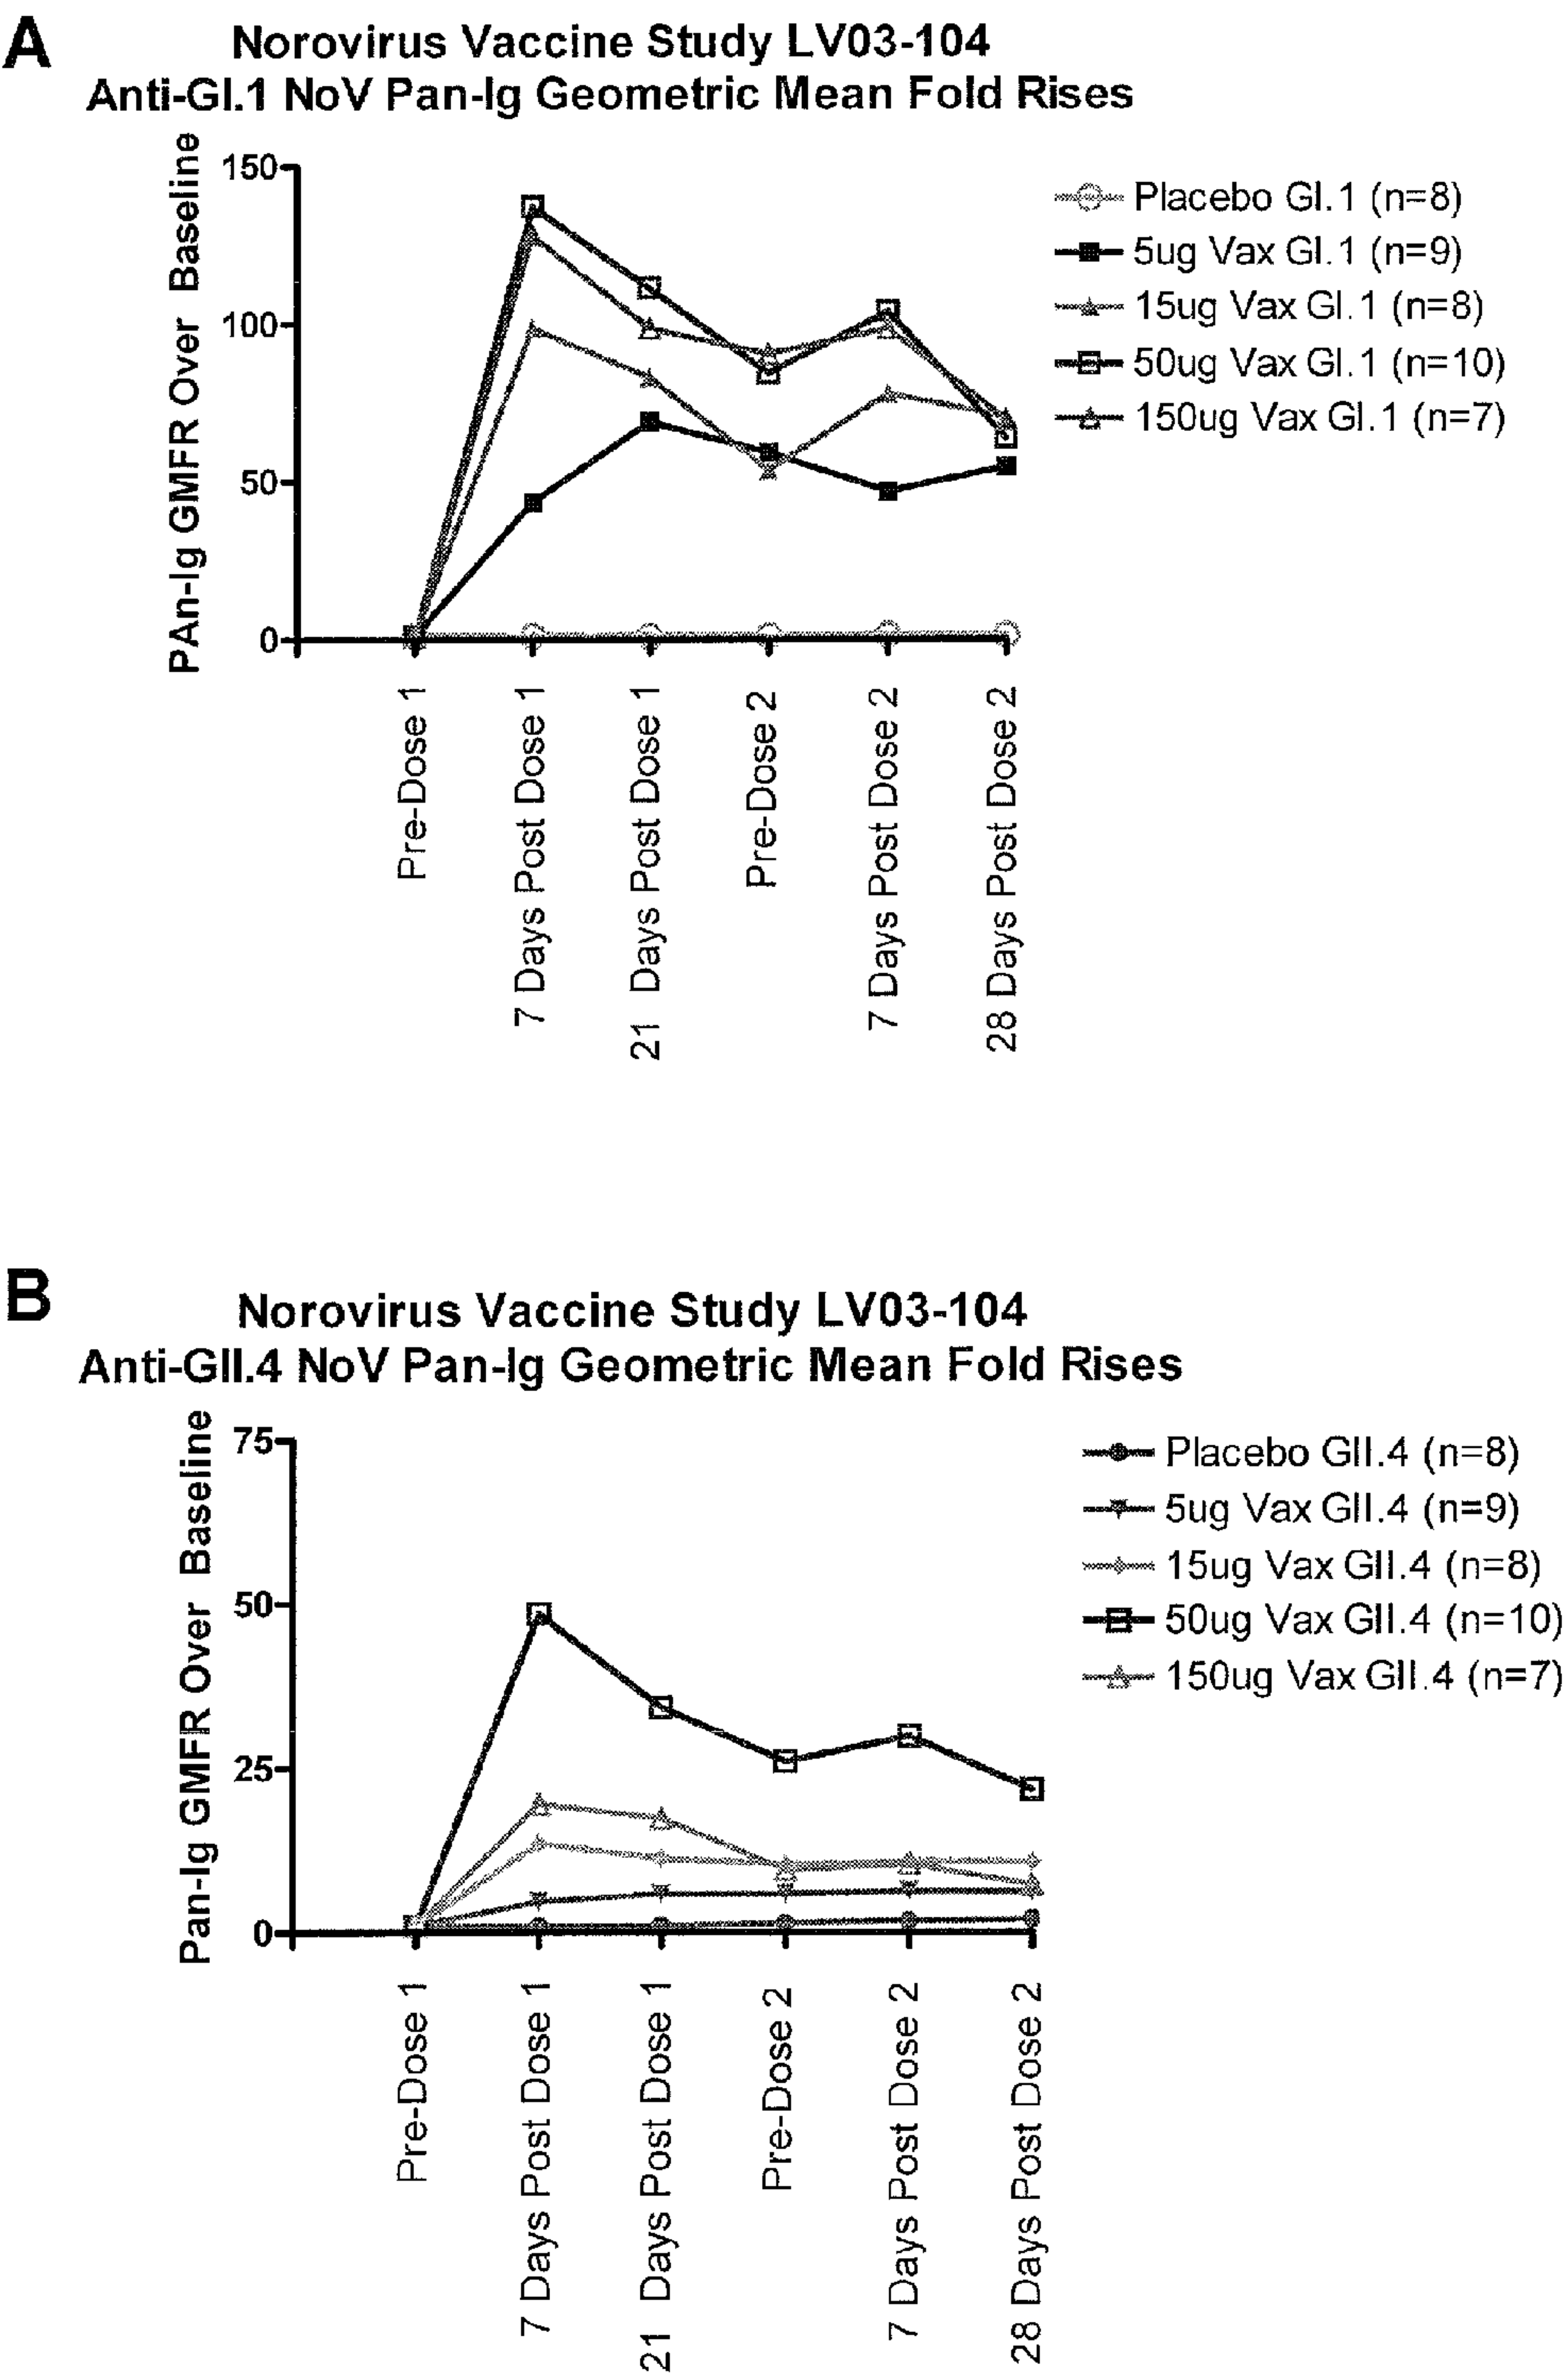 A
Norovirus Vaccine Study LV03-104
Anti-GI.1 NoV Pan-Ig Geometric Mean Fold Rises
PAn-Ig GMFR Over Baseline
150
100
50
0
Placebo GI.1 (n=8)
5ug Vax GI.1 (n=9)
15ug Vax GI.1 (n=8)
50ug Vax GI.1 (n=10)
150ug Vax GI.1 (n=7)
Pre-Dose 1
7 Days Post Dose 1
21 Days Post Dose 1
Pre-Dose 2
7 Days Post Dose 2
28 Days Post Dose 2
B
Norovirus Vaccine Study LV03-104
Anti-GII.4 NoV Pan-Ig Geometric Mean Fold Rises
Pan-Ig GMFR Over Baseline
75
50
25
0
Placebo GII.4 (n=8)
5ug Vax GII.4 (n=9)
15ug Vax GII.4 (n=8)
50ug Vax GII.4 (n=10)
150ug Vax GII.4 (n=7)
Pre-Dose 1
7 Days Post Dose 1
21 Days Post Dose 1
Pre-Dose 2
7 Days Post Dose 2
28 Days Post Dose 2